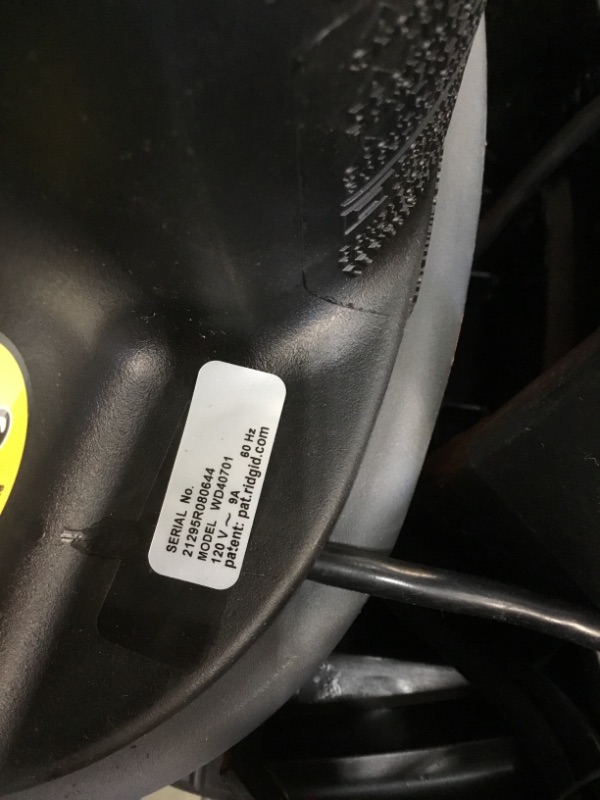 SERIAL No.
21295R080644
MODEL WD40701
120 V ~ 9A 60 Hz
patent: pat.ridgid.com